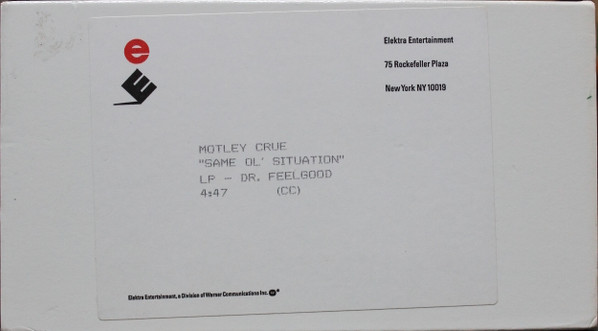 e
E
Elektra Entertainment
75 Rockefeller Plaza
New York NY 10019
MOTLEY CRUE
"SAME OL' SITUATION"
LP - DR. FEELGOOD
4:47 (CC)
Elektra Entertainment, a Division of Warner Communications Inc. ®